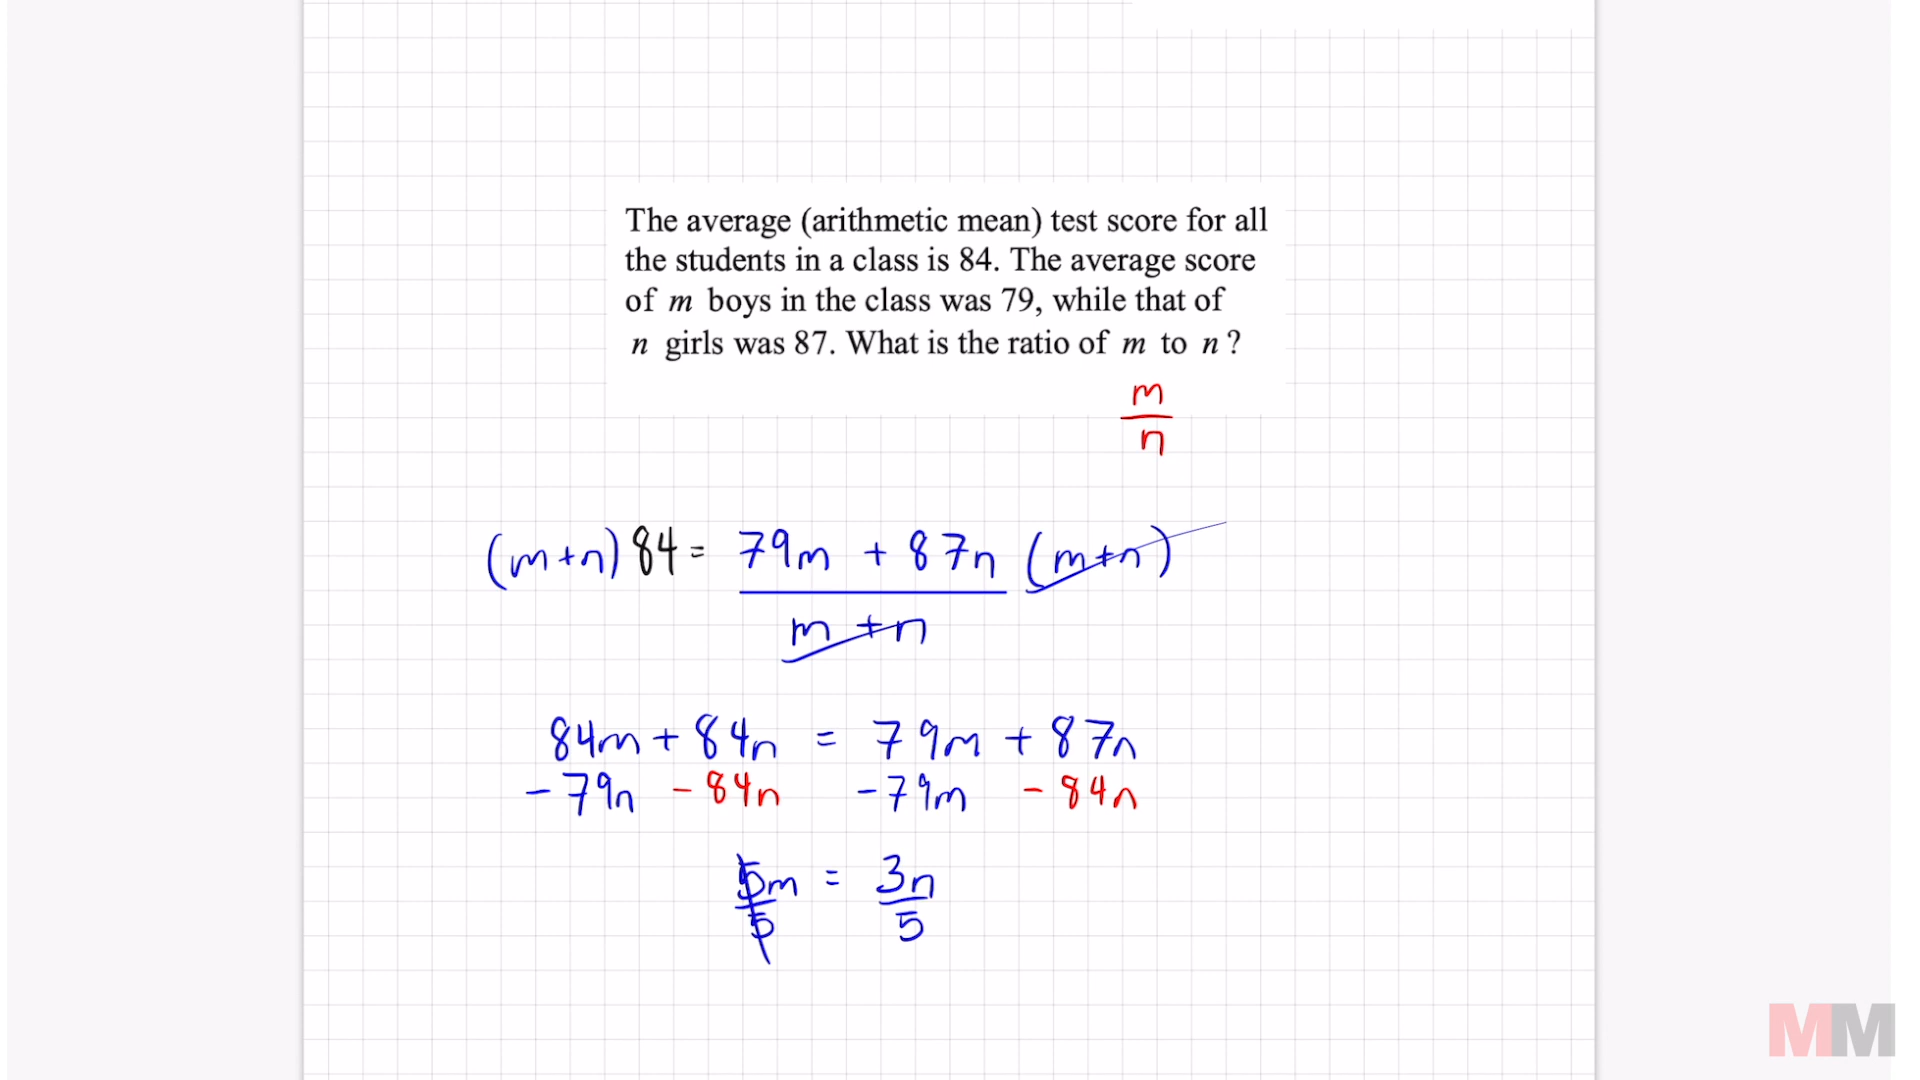 The average (arithmetic mean) test score for all
the students in a class is 84. The average score
of m boys in the class was 79, while that of
n girls was 87. What is the ratio of m to n?
m
n
(m+n) 84 = 79m + 87n (m+n)
m+n
84m + 84n = 79m + 87n
- 79n - 84n - 79m - 84n
5m = 3n
5 5
MM